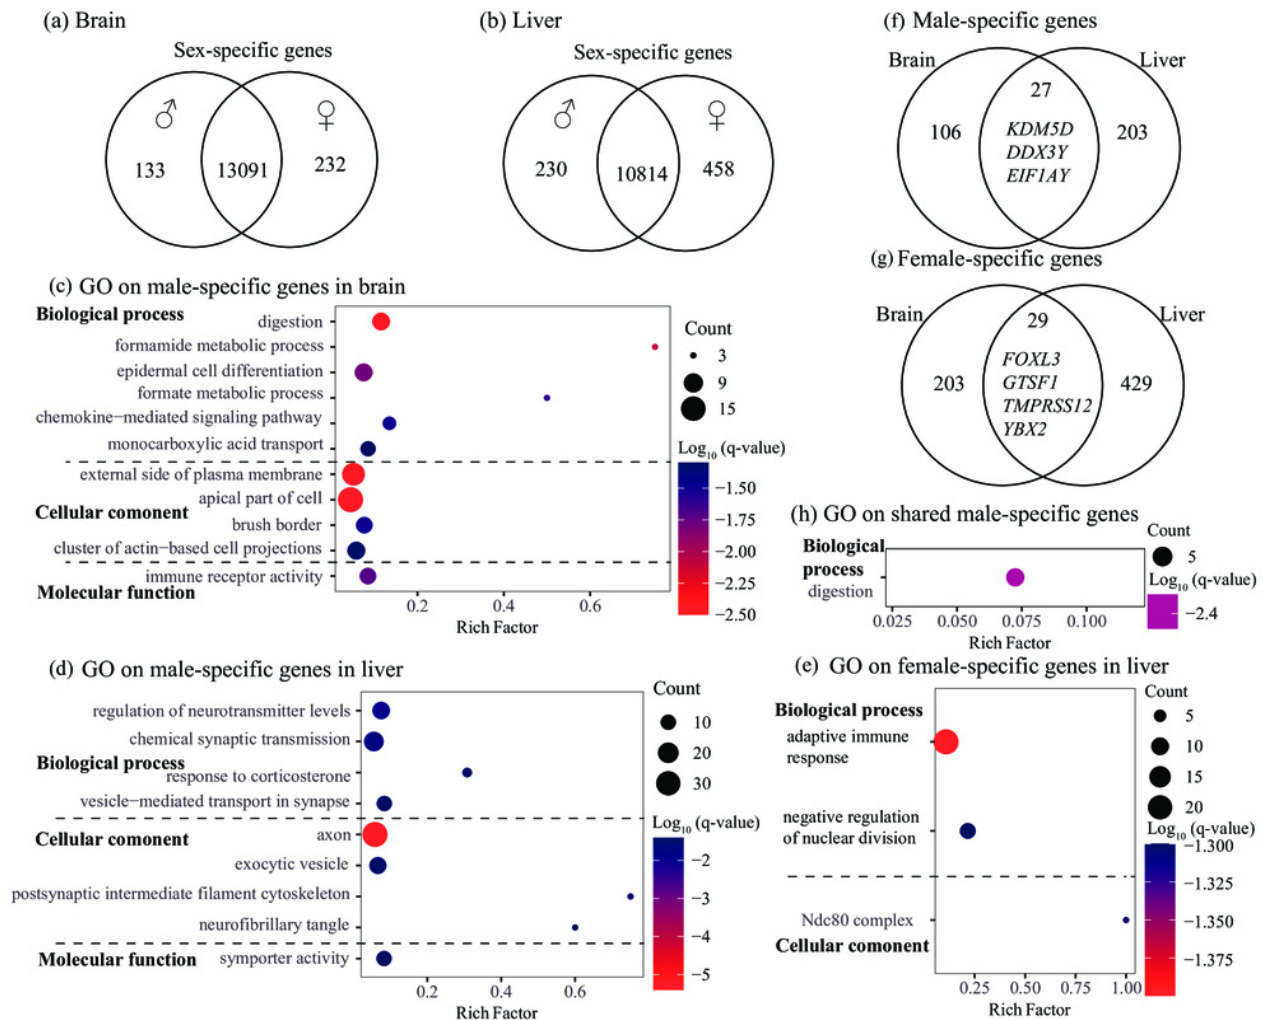 (a) Brain
Sex-specific genes
♂
♀
133
13091
232
(b) Liver
Sex-specific genes
♂
♀
230
10814
458
(f) Male-specific genes
Brain
Liver
27
106
KDM5D
203
DDX3Y
EIF1AY
(g) Female-specific genes
Brain
Liver
29
203
FOXL3
429
GTSF1
TMPRSS12
YBX2
(c) GO on male-specific genes in brain
Biological process
digestion
formamide metabolic process
epidermal cell differentiation
formate metabolic process
chemokine−mediated signaling pathway
monocarboxylic acid transport
external side of plasma membrane
apical part of cell
Cellular comonent
brush border
cluster of actin−based cell projections
immune receptor activity
Molecular function
0.2 0.4 0.6
Rich Factor
Count
3
9
15
Log10 (q-value)
−1.50
−1.75
−2.00
−2.25
−2.50
(h) GO on shared male-specific genes
Biological
process
digestion
0.025 0.050 0.075 0.100
Rich Factor
Count
5
Log10 (q-value)
−2.4
(d) GO on male-specific genes in liver
regulation of neurotransmitter levels
chemical synaptic transmission
Biological process
response to corticosterone
vesicle−mediated transport in synapse
Cellular component
axon
exocytic vesicle
postsynaptic intermediate filament cytoskeleton
neurofibrillary tangle
Molecular function
symporter activity
0.2 0.4 0.6
Rich Factor
Count
10
20
30
Log10 (q-value)
−2
−3
−4
−5
(e) GO on female-specific genes in liver
Biological process
adaptive immune
response
negative regulation
of nuclear division
Ndc80 complex
Cellular comonent
0.25 0.50 0.75 1.00
Rich Factor
Count
5
10
15
20
Log10 (q-value)
−1.300
−1.325
−1.350
−1.375